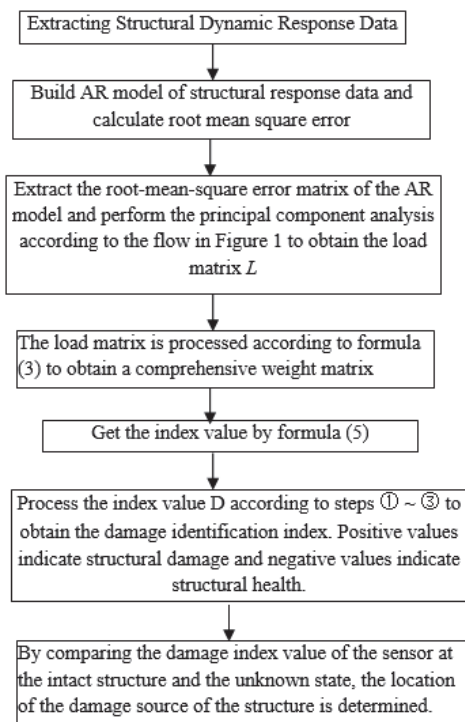 Extracting Structural Dynamic Response Data
Build AR model of structural response data and
calculate root mean square error
Extract the root-mean-square error matrix of the AR
model and perform the principal component analysis
according to the flow in Figure 1 to obtain the load
matrix L
The load matrix is processed according to formula
(3) to obtain a comprehensive weight matrix
Get the index value by formula (5)
Process the index value D according to steps ① ~ ③ to
obtain the damage identification index. Positive values
indicate structural damage and negative values indicate
structural health.
By comparing the damage index value of the sensor at
the intact structure and the unknown state, the location
of the damage source of the structure is determined.